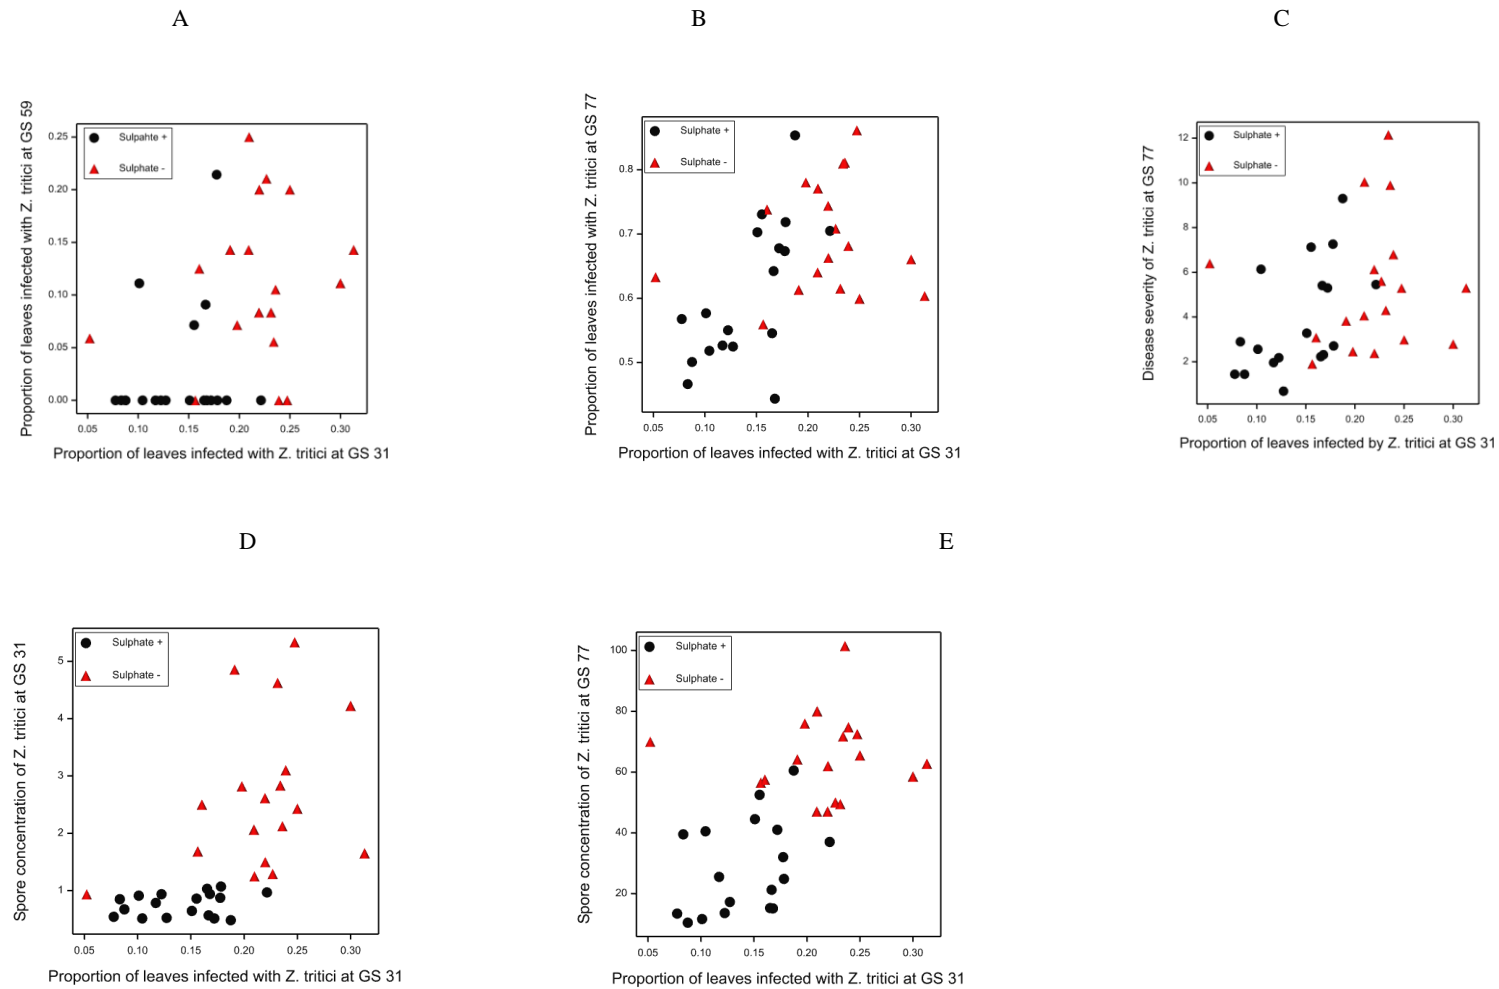 A
B
C
Proportion of leaves infected with Z. tritici at GS 59
0.25
0.20
0.15
0.10
0.05
0.00
Sulpahte +
Sulphate -
0.05 0.10 0.15 0.20 0.25 0.30
Proportion of leaves infected with Z. tritici at GS 31
Proportion of leaves infected with Z. tritici at GS 77
0.8
0.7
0.6
0.5
Sulphate +
Sulphate -
0.05 0.10 0.15 0.20 0.25 0.30
Proportion of leaves infected with Z. tritici at GS 31
Disease severity of Z. tritici at GS 77
12
10
8
6
4
2
Sulphate +
Sulphate -
0.05 0.10 0.15 0.20 0.25 0.30
Proportion of leaves infected by Z. tritici at GS 31
D
E
Spore concentration of Z. tritici at GS 31
5
4
3
2
1
Sulphate +
Sulphate -
0.05 0.10 0.15 0.20 0.25 0.30
Proportion of leaves infected with Z. tritici at GS 31
Spore concentration of Z. tritici at GS 77
100
80
60
40
20
Sulphate +
Sulphate -
0.05 0.10 0.15 0.20 0.25 0.30
Proportion of leaves infected with Z. tritici at GS 31